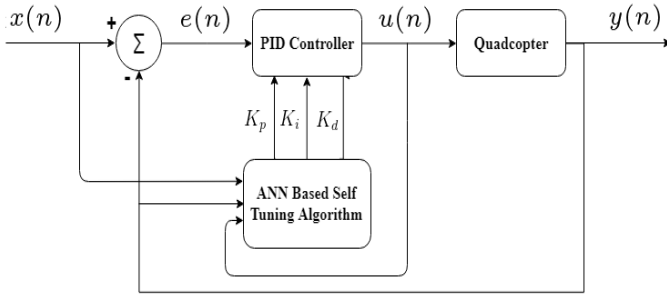 x(n)
+
Σ
-
e(n)
PID Controller
u(n)
Quadcopter
y(n)
K_p
K_i
K_d
ANN Based Self
Tuning Algorithm